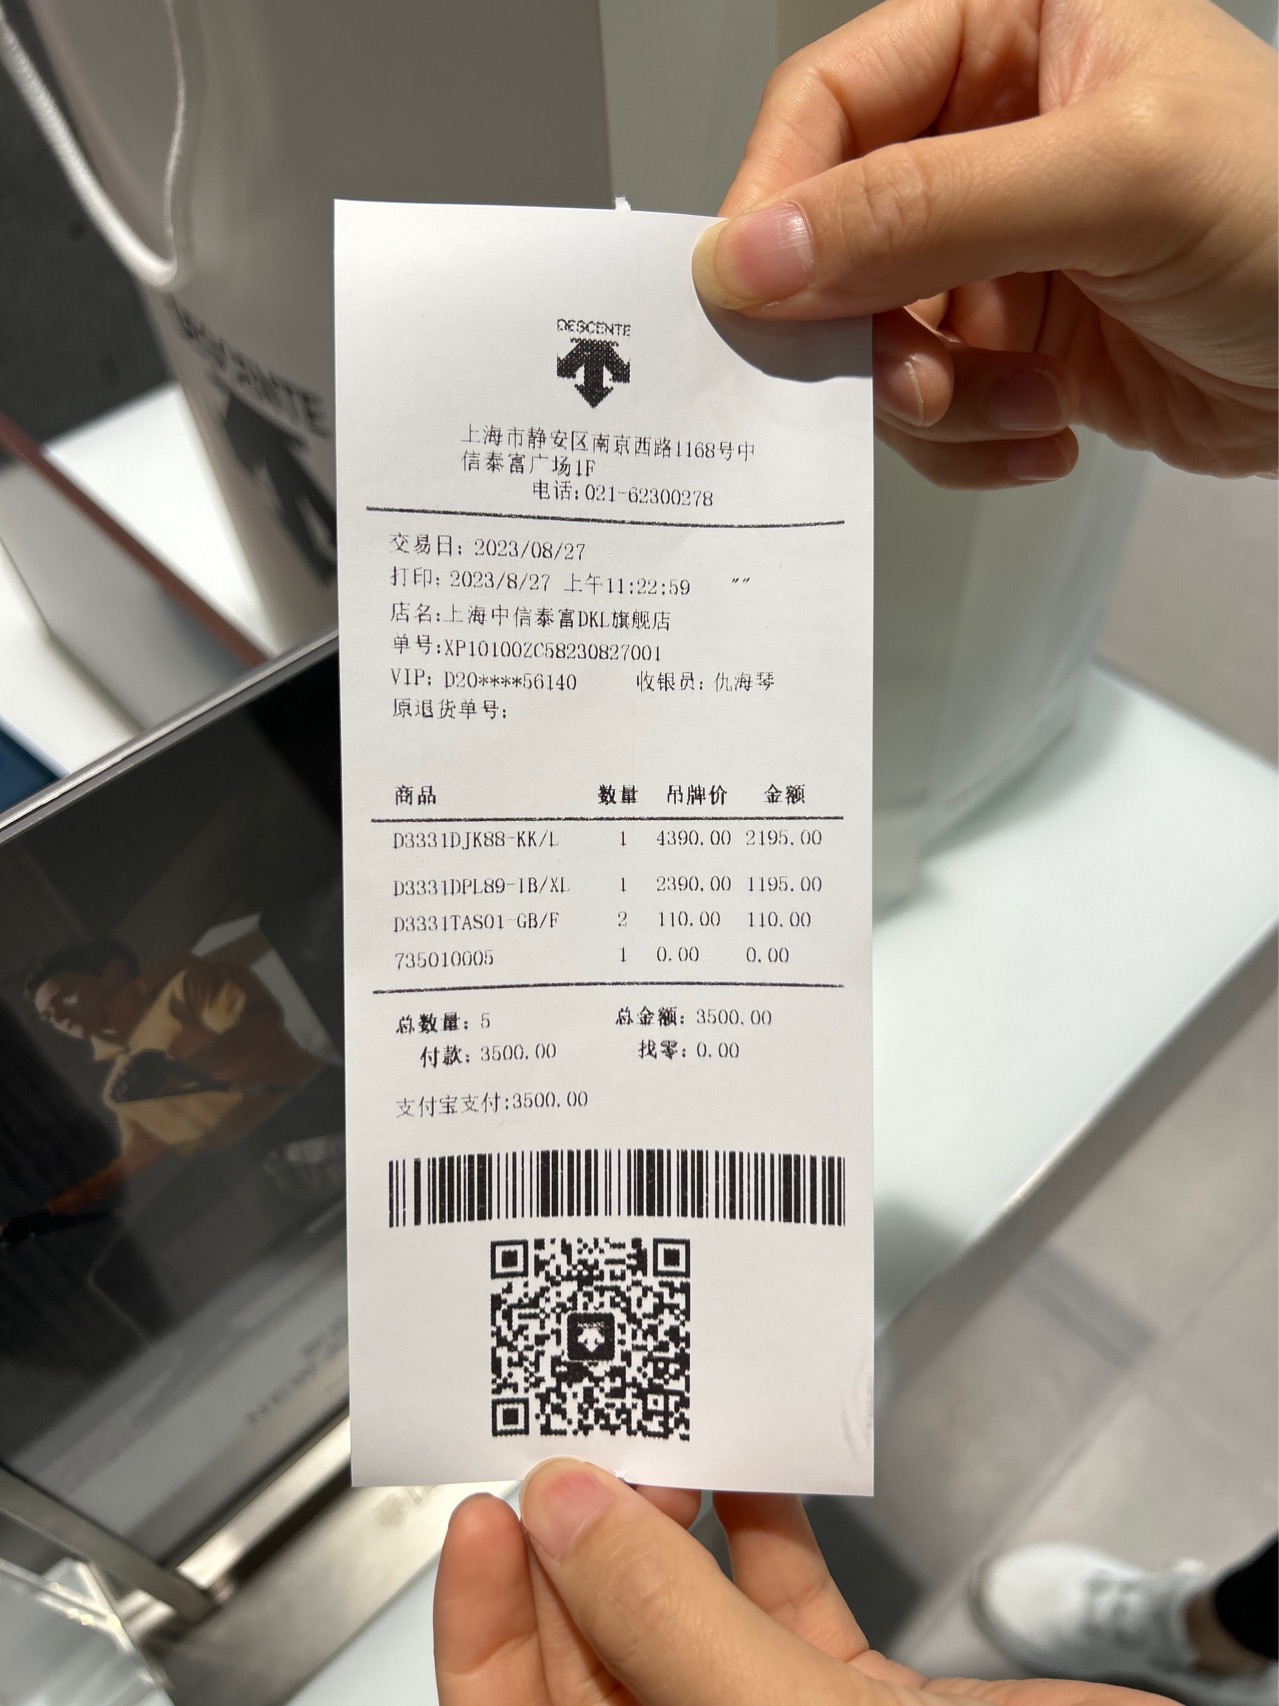 DESCENTE
DESCENTE
上海市静安区南京西路1168号中
信泰富广场1F
电话:021-62300278
交易日: 2023/08/27
打印: 2023/8/27 上午11:22:59 ""
店名:上海中信泰富DKL旗舰店
单号:XP10100ZC58230827001
VIP: D20****56140 收银员: 仇海琴
原退货单号:
商品 数量 吊牌价 金额
D3331DJK88-KK/L 1 4390.00 2195.00
D3331DPL89-IB/XL 1 2390.00 1195.00
D3331TAS01-GB/F 2 110.00 110.00
735010005 1 0.00 0.00
总数量: 5 总金额: 3500.00
付款: 3500.00 找零: 0.00
支付宝支付:3500.00